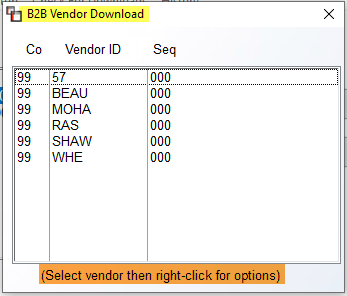 B2B Vendor Download
Co Vendor ID Seq
99 57 000
99 BEAU 000
99 MOHA 000
99 RAS 000
99 SHAW 000
99 WHE 000
(Select vendor then right-click for options)